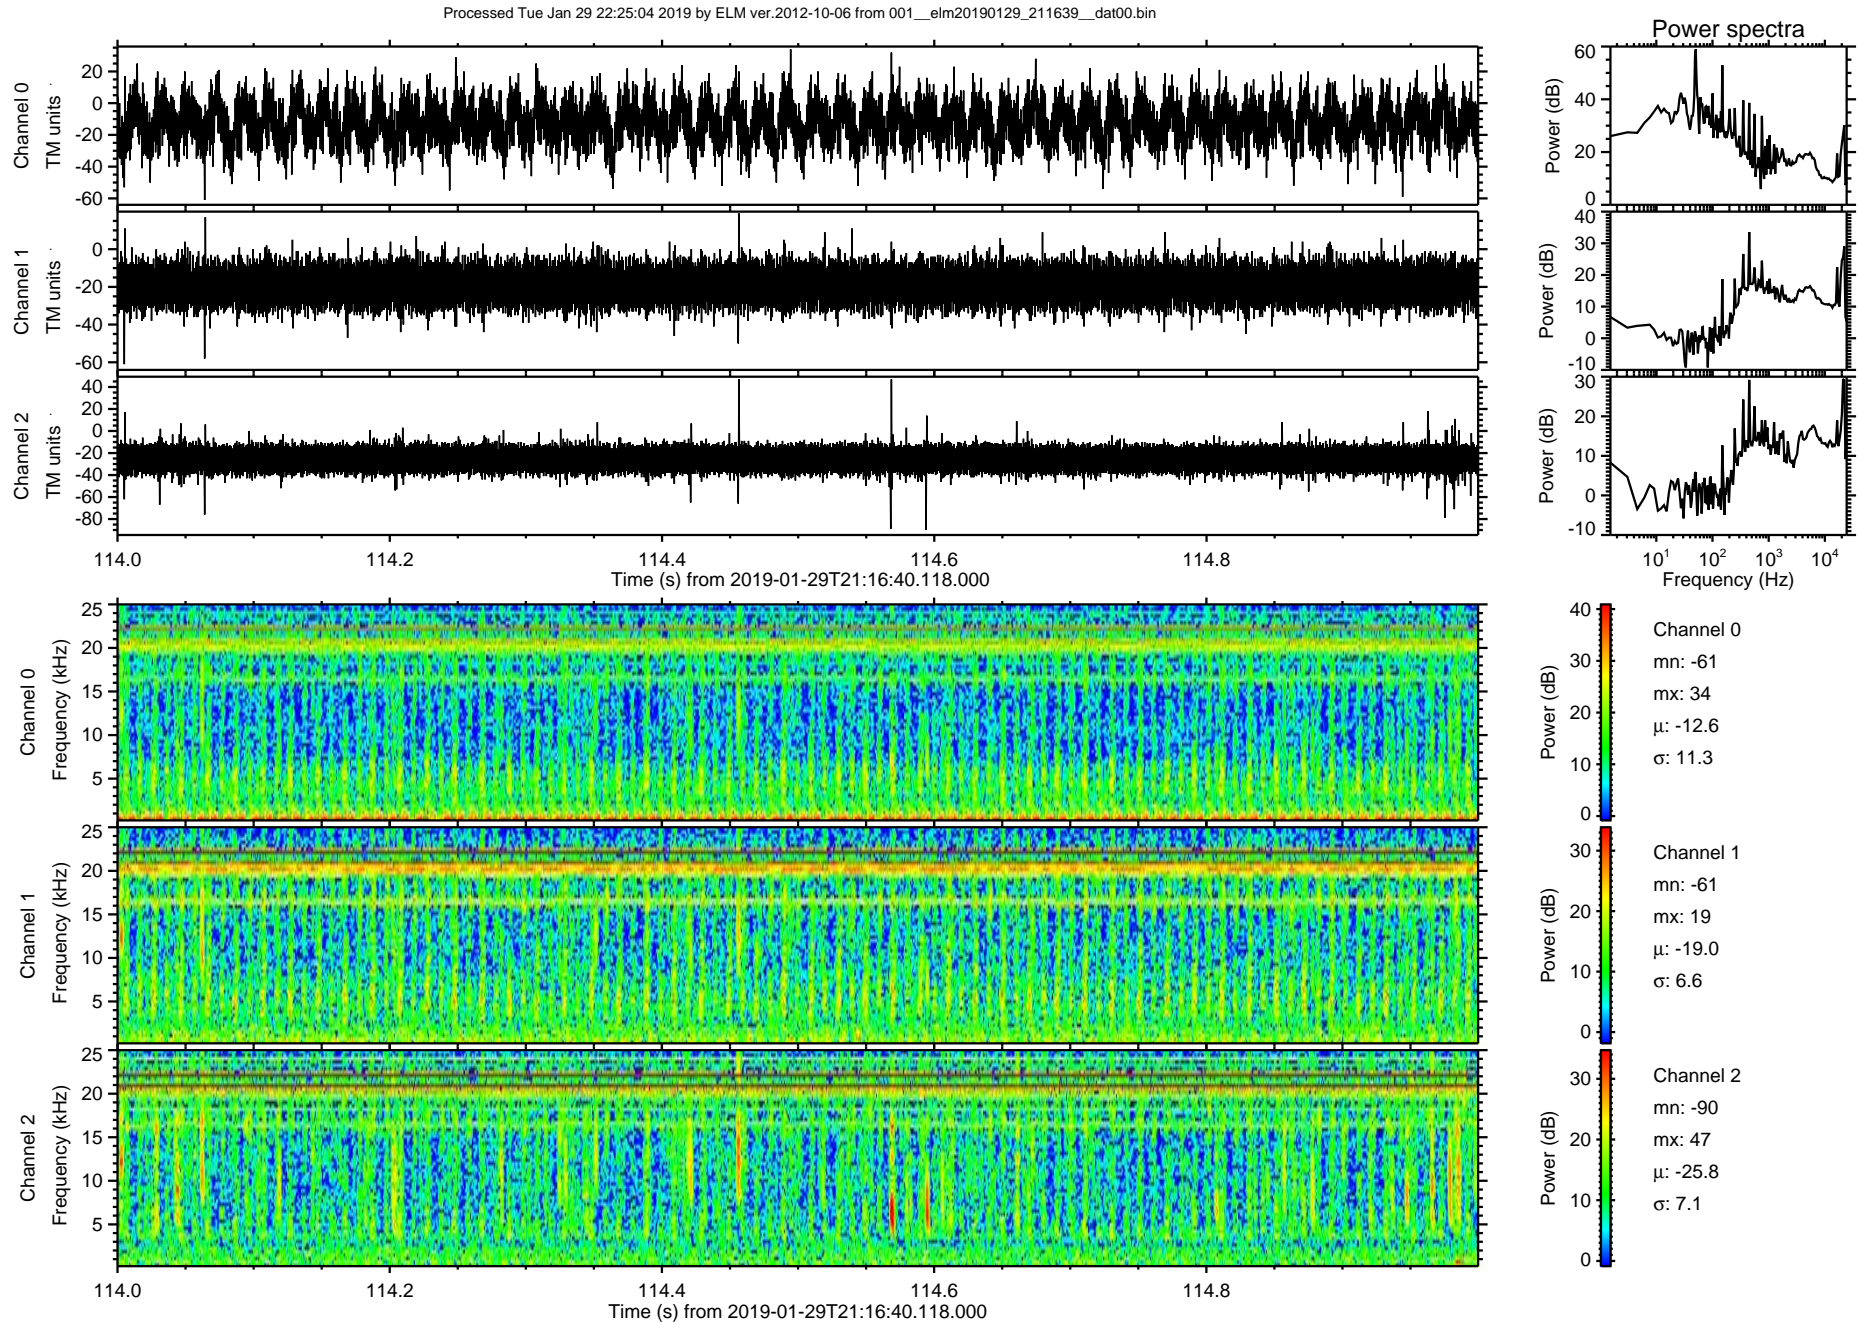 Processed Tue Jan 29 22:25:04 2019 by ELM ver.2012-10-06 from 001__elm20190129_211639__dat00.bin
Power spectra
Channel 0
TM units
20
0
-20
-40
-60
Power (dB)
60
40
20
0
Channel 1
TM units
0
-20
-40
-60
Power (dB)
40
30
20
10
0
-10
Channel 2
TM units
40
20
0
-20
-40
-60
-80
Power (dB)
30
20
10
0
-10
114.0 114.2 114.4 114.6 114.8
Time (s) from 2019-01-29T21:16:40.118.000
10^1 10^2 10^3 10^4
Frequency (Hz)
Channel 0
Frequency (kHz)
25
20
15
10
5
Power (dB)
40
30
20
10
0
Channel 0
mn: -61
mx: 34
μ: -12.6
σ: 11.3
Channel 1
Frequency (kHz)
25
20
15
10
5
Power (dB)
30
20
10
0
Channel 1
mn: -61
mx: 19
μ: -19.0
σ: 6.6
Channel 2
Frequency (kHz)
25
20
15
10
5
Power (dB)
30
20
10
0
Channel 2
mn: -90
mx: 47
μ: -25.8
σ: 7.1
114.0 114.2 114.4 114.6 114.8
Time (s) from 2019-01-29T21:16:40.118.000